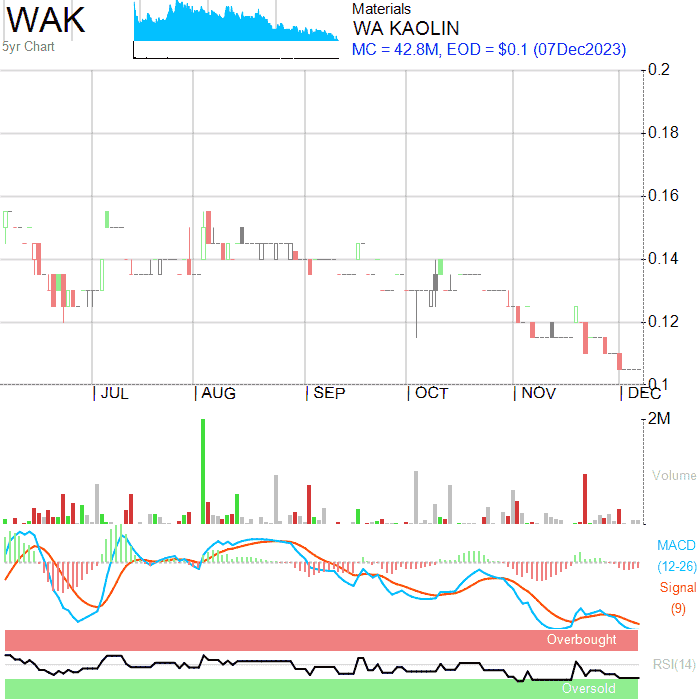 WAK
5yr Chart
Materials
WA KAOLIN
MC = 42.8M, EOD = $0.1 (07Dec2023)
0.2
0.18
0.16
0.14
0.12
0.1
JUL AUG SEP OCT NOV DEC
2M
Volume
MACD
(12-26)
Signal
(9)
Overbought
RSI(14)
Oversold